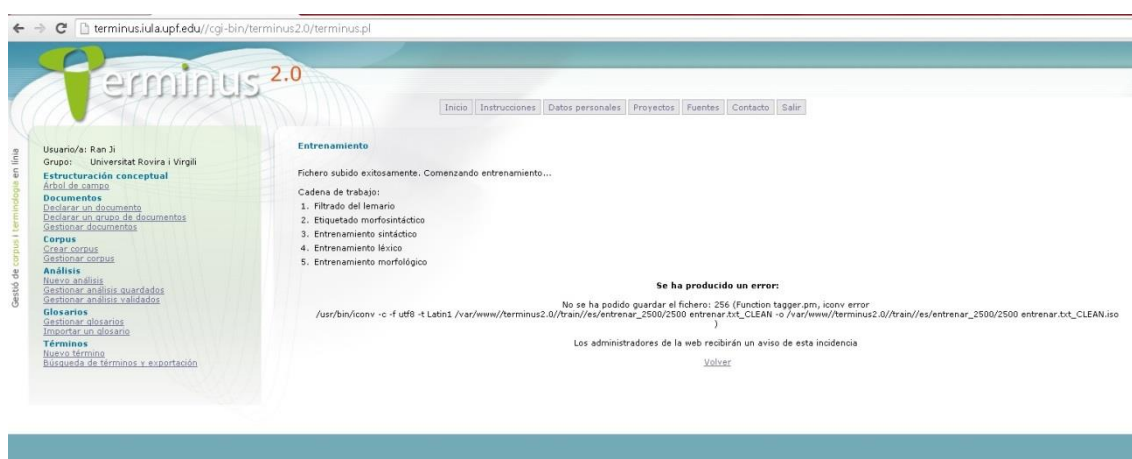 terminus.iula.upf.edu//cgi-bin/terminus2.0/terminus.pl
Terminus 2.0
Inicio Instrucciones Datos personales Proyectos Fuentes Contacto Salir
Gestió de corpus i terminologia en línia
Usuario/a: Ran Ji
Grupo: Universitat Rovira i Virgili
Estructuración conceptual
Árbol de campo
Documentos
Declarar un documento
Declarar un grupo de documentos
Gestionar documentos
Corpus
Crear corpus
Gestionar corpus
Análisis
Nuevo análisis
Gestionar análisis guardados
Gestionar análisis validados
Glosarios
Gestionar glosarios
Importar un glosario
Términos
Nuevo término
Búsqueda de términos y exportación
Entrenamiento
Fichero subido exitosamente. Comenzando entrenamiento...
Cadena de trabajo:
1. Filtrado del lemario
2. Etiquetado morfosintáctico
3. Entrenamiento sintáctico
4. Entrenamiento léxico
5. Entrenamiento morfológico
Se ha producido un error:
No se ha podido guardar el fichero: 256 (Function tagger.pm, iconv error
/usr/bin/iconv -c -f utf8 -t Latin1 /var/www//terminus2.0//train//es/entrenar_2500/2500 entrenar.txt_CLEAN -o /var/www//terminus2.0//train//es/entrenar_2500/2500 entrenar.txt_CLEAN.iso
)
Los administradores de la web recibirán un aviso de esta incidencia
Volver